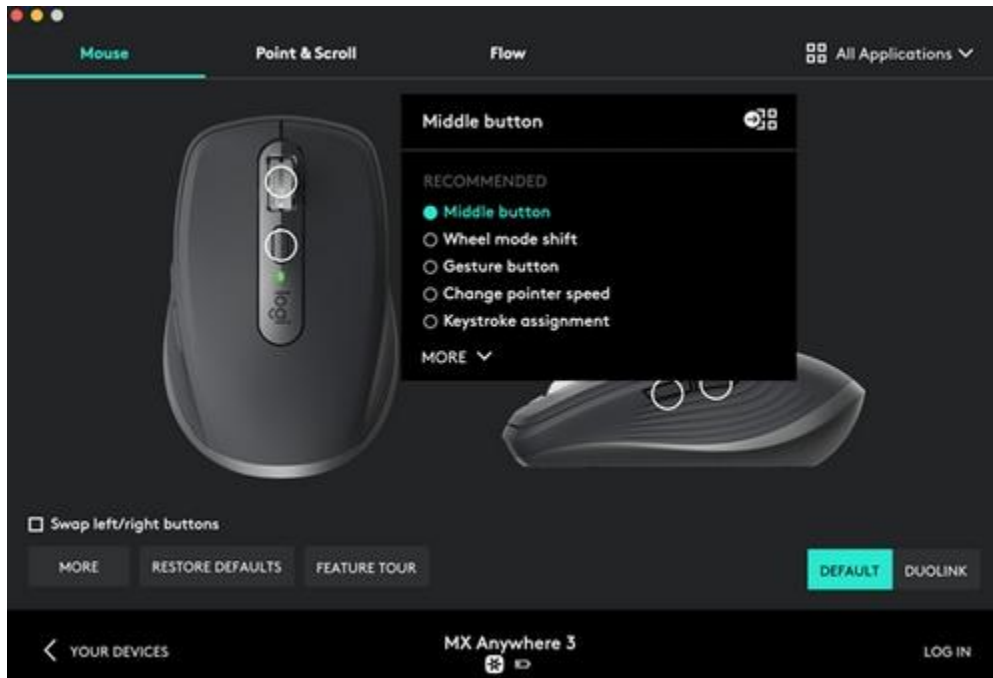 Mouse
Point & Scroll
Flow
All Applications
Middle button
RECOMMENDED
Middle button
Wheel mode shift
Gesture button
Change pointer speed
Keystroke assignment
MORE
logi
Swap left/right buttons
MORE
RESTORE DEFAULTS
FEATURE TOUR
DEFAULT
DUOLINK
YOUR DEVICES
MX Anywhere 3
LOG IN